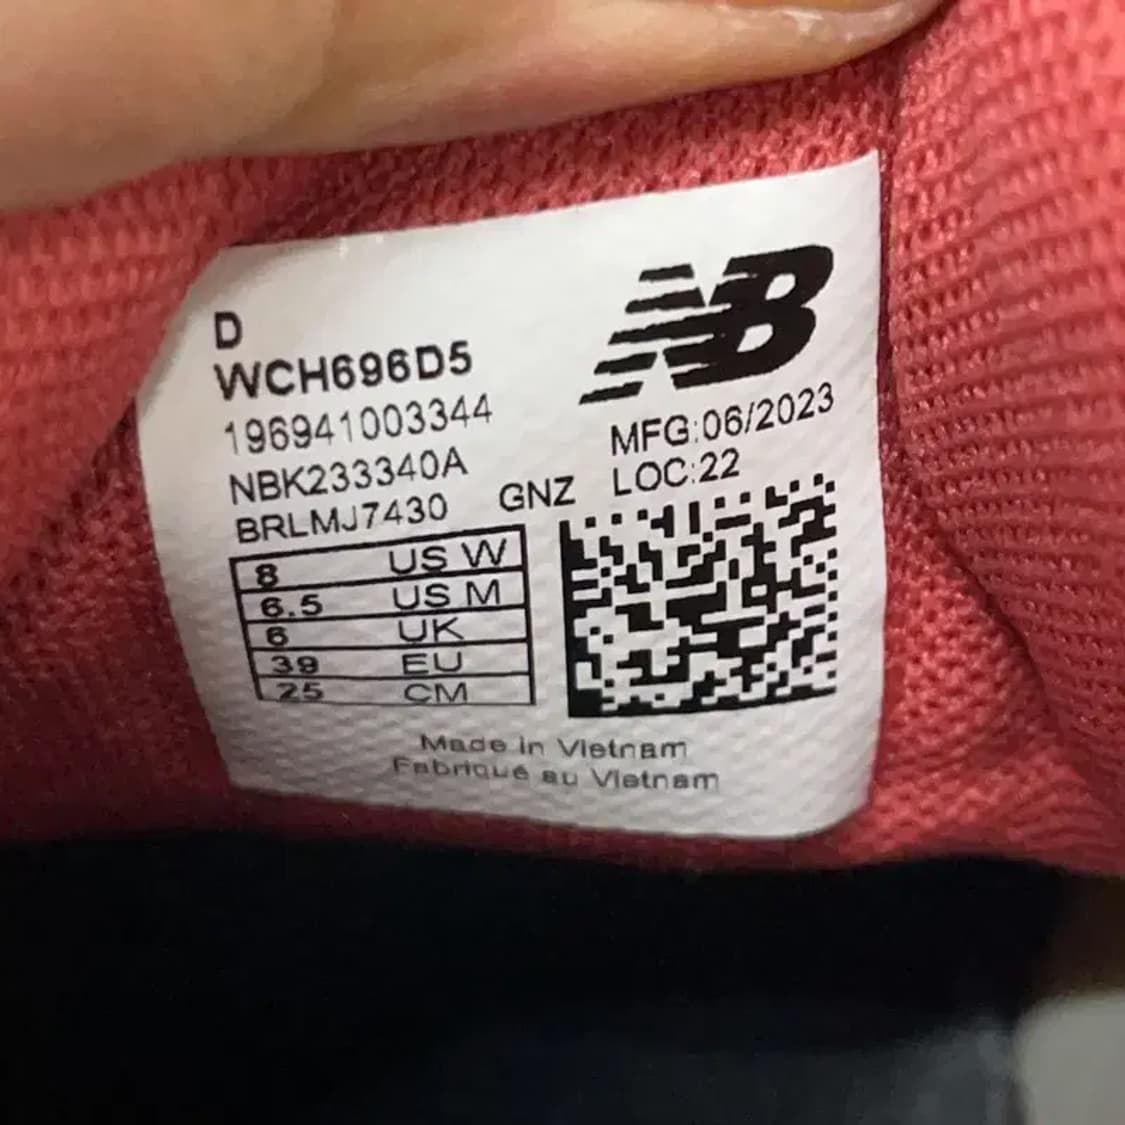 D
WCH696D5
196941003344
NBK233340A
BRLMJ7430 GNZ
NB
MFG:06/2023
LOC:22
8 US W
6.5 US M
6 UK
39 EU
25 CM
Made in Vietnam
Fabriqué au Vietnam